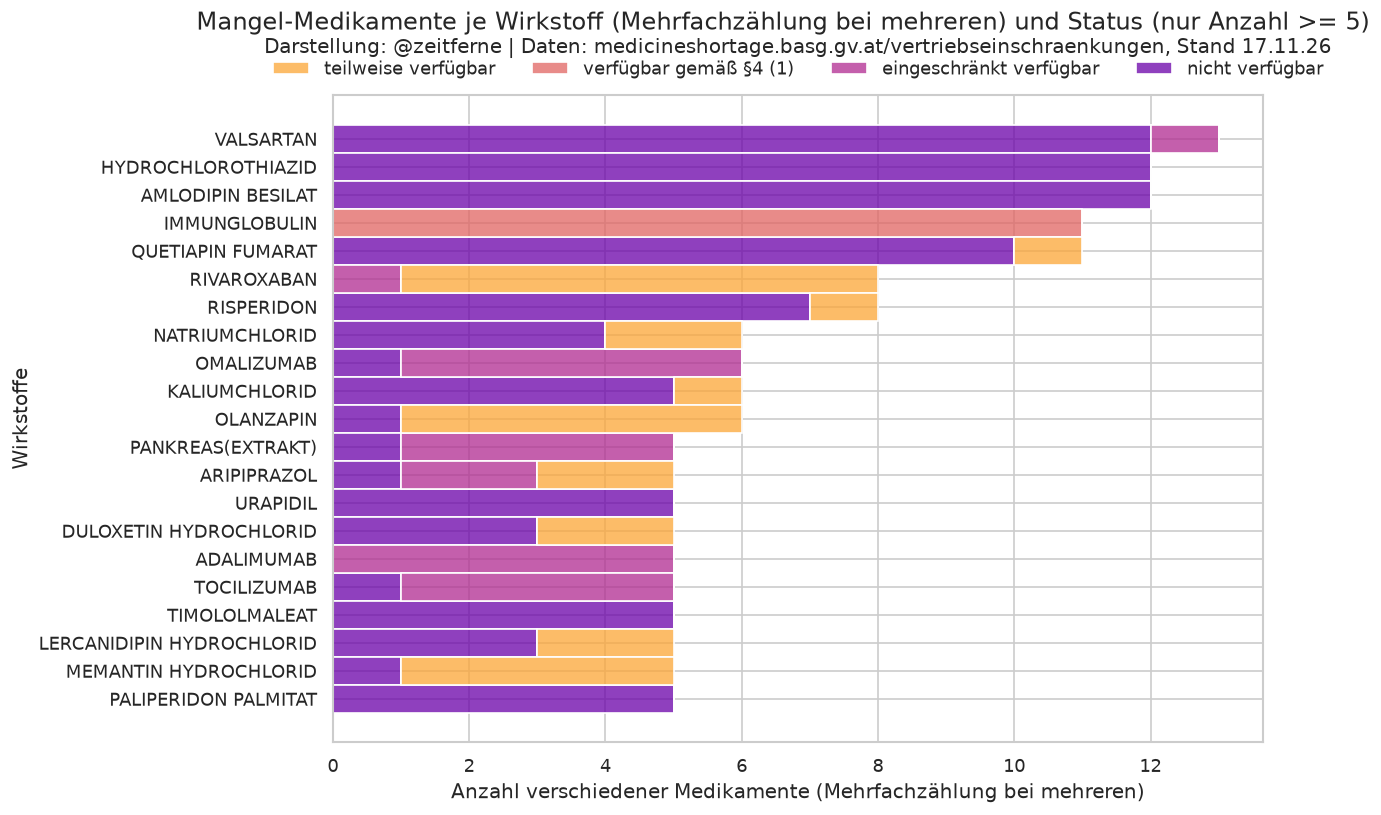 Mangel-Medikamente je Wirkstoff (Mehrfachzählung bei mehreren) und Status (nur Anzahl >= 5)
Darstellung: @zeitferne | Daten: medicineshortage.basg.gv.at/vertriebseinschraenkungen, Stand 17.11.26
teilweise verfügbar verfügbar gemäß §4 (1) eingeschränkt verfügbar nicht verfügbar
Wirkstoffe
VALSARTAN
HYDROCHLOROTHIAZID
AMLODIPIN BESILAT
IMMUNGLOBULIN
QUETIAPIN FUMARAT
RIVAROXABAN
RISPERIDON
NATRIUMCHLORID
OMALIZUMAB
KALIUMCHLORID
OLANZAPIN
PANKREAS(EXTRAKT)
ARIPIPRAZOL
URAPIDIL
DULOXETIN HYDROCHLORID
ADALIMUMAB
TOCILIZUMAB
TIMOLOLMALEAT
LERCANIDIPIN HYDROCHLORID
MEMANTIN HYDROCHLORID
PALIPERIDON PALMITAT
0 2 4 6 8 10 12
Anzahl verschiedener Medikamente (Mehrfachzählung bei mehreren)